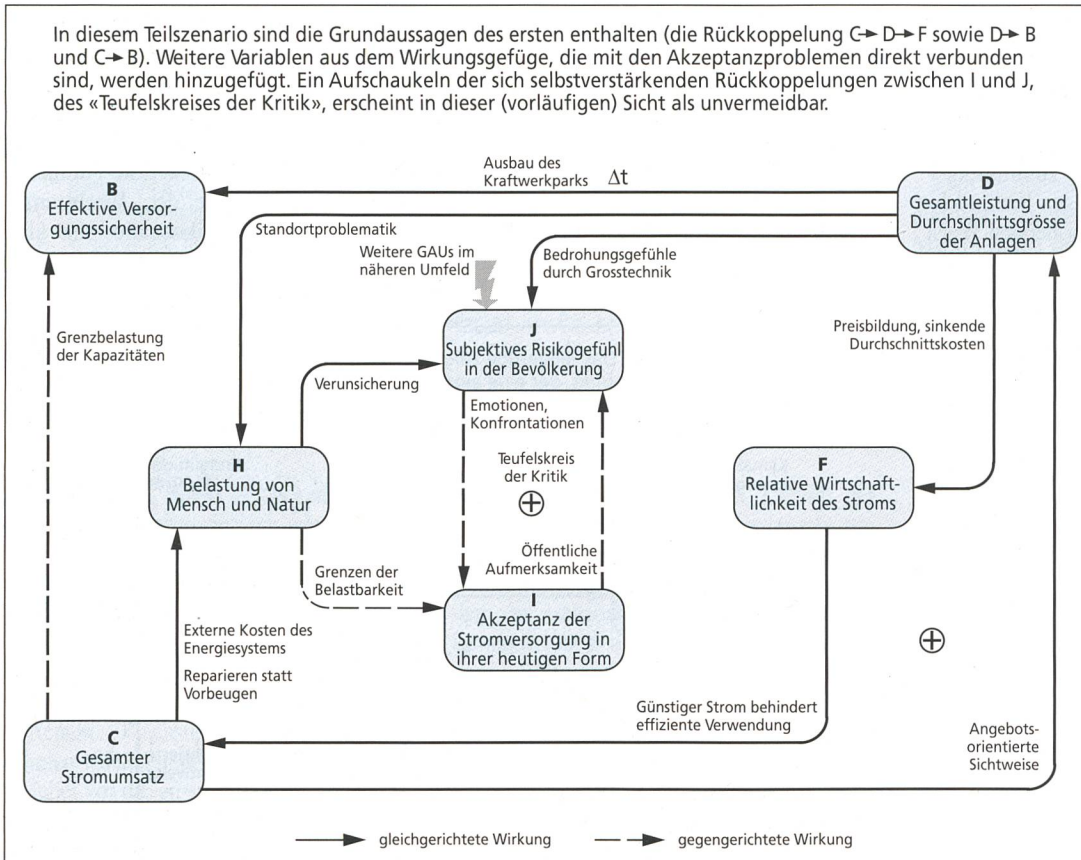 In diesem Teilszenario sind die Grundaussagen des ersten enthalten (die Rückkoppelung C→ D→ F sowie D→ B
und C→ B). Weitere Variablen aus dem Wirkungsgefüge, die mit den Akzeptanzproblemen direkt verbunden
sind, werden hinzugefügt. Ein Aufschaukeln der sich selbstverstärkenden Rückkoppelungen zwischen I und J,
des «Teufelskreises der Kritik», erscheint in dieser (vorläufigen) Sicht als unvermeidbar.
Ausbau des
Kraftwerkparks Δt
B
Effektive Versor-
gungssicherheit
D
Gesamtleistung und
Durchschnittsgrösse
der Anlagen
Standortproblematik
Weitere GAUs im
näheren Umfeld
Bedrohungsgefühle
durch Grosstechnik
Grenzbelastung
der Kapazitäten
J
Subjektives Risikogefühl
in der Bevölkerung
Preisbildung, sinkende
Durchschnittskosten
Verunsicherung
Emotionen,
Konfrontationen
Teufelskreis
der Kritik
⊕
H
Belastung von
Mensch und Natur
F
Relative Wirtschaft-
lichkeit des Stroms
Öffentliche
Aufmerksamkeit
Grenzen der
Belastbarkeit
I
Akzeptanz der
Stromversorgung in
ihrer heutigen Form
Externe Kosten des
Energiesystems
Reparieren statt
Vorbeugen
⊕
Günstiger Strom behindert
effiziente Verwendung
C
Gesamter
Stromumsatz
Angebots-
orientierte
Sichtweise
gleichgerichtete Wirkung
gegengerichtete Wirkung